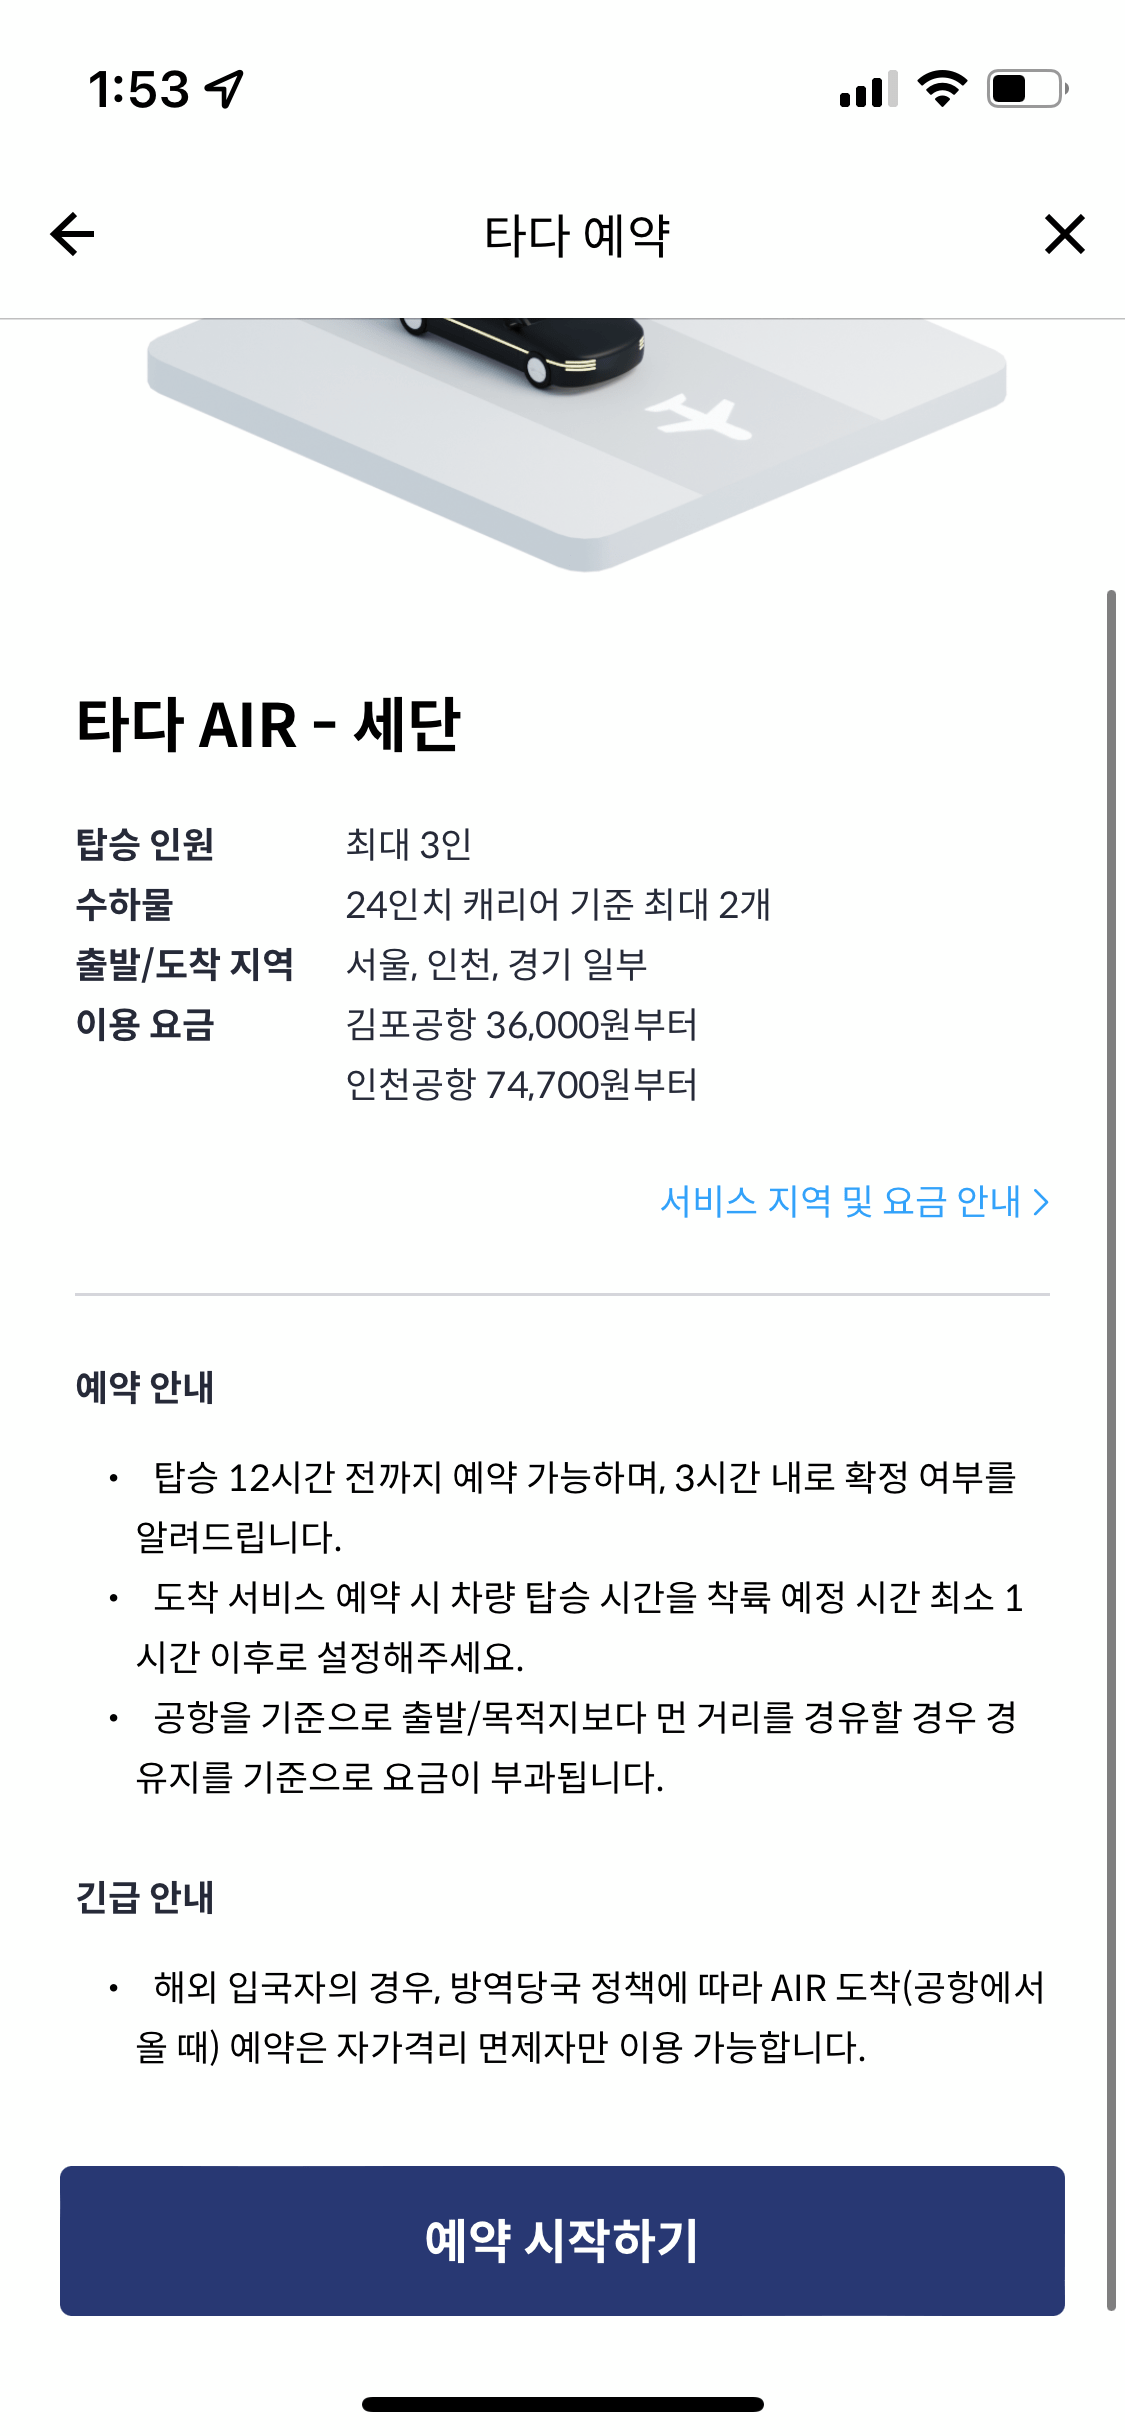 1:53
타다 예약
타다 AIR - 세단
탑승 인원 최대 3인
수하물 24인치 캐리어 기준 최대 2개
출발/도착 지역 서울, 인천, 경기 일부
이용 요금 김포공항 36,000원부터
인천공항 74,700원부터
서비스 지역 및 요금 안내 >
예약 안내
• 탑승 12시간 전까지 예약 가능하며, 3시간 내로 확정 여부를
알려드립니다.
• 도착 서비스 예약 시 차량 탑승 시간을 착륙 예정 시간 최소 1
시간 이후로 설정해주세요.
• 공항을 기준으로 출발/목적지보다 먼 거리를 경유할 경우 경
유지를 기준으로 요금이 부과됩니다.
긴급 안내
• 해외 입국자의 경우, 방역당국 정책에 따라 AIR 도착(공항에서
올 때) 예약은 자가격리 면제자만 이용 가능합니다.
예약 시작하기